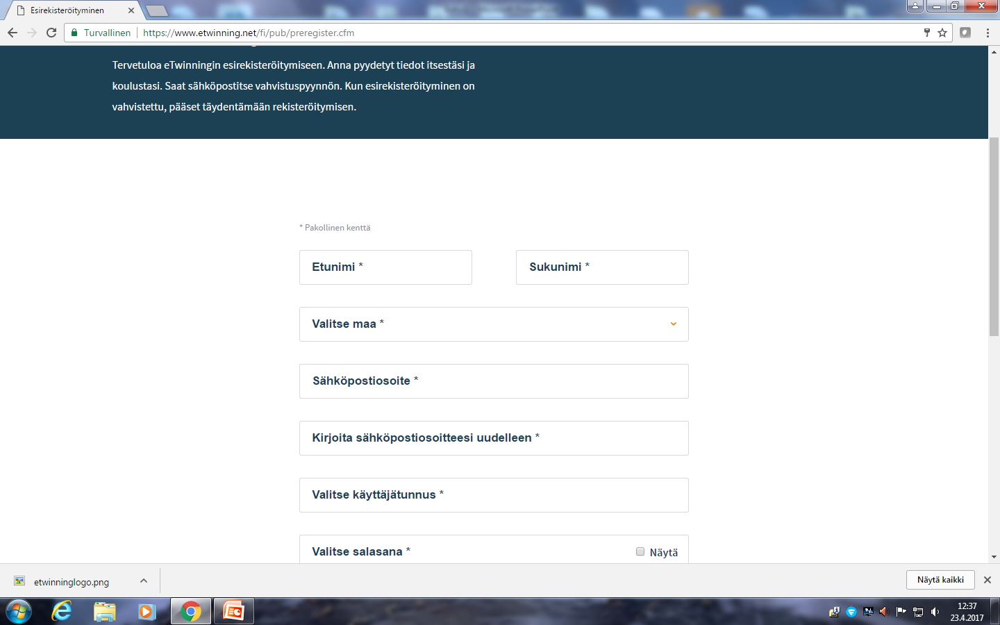 Esirekisteröityminen
Turvallinen https://www.etwinning.net/fi/pub/preregister.cfm
Tervetuloa eTwinningin esirekisteröitymiseen. Anna pyydetyt tiedot itsestäsi ja
koulustasi. Saat sähköpostitse vahvistuspyynnön. Kun esirekisteröityminen on
vahvistettu, pääset täydentämään rekisteröitymisen.
* Pakollinen kenttä
Etunimi * Sukunimi *
Valitse maa *
Sähköpostiosoite *
Kirjoita sähköpostiosoitteesi uudelleen *
Valitse käyttäjätunnus *
Valitse salasana * Näytä
etwinninglogo.png Näytä kaikki
12:37
23.4.2017